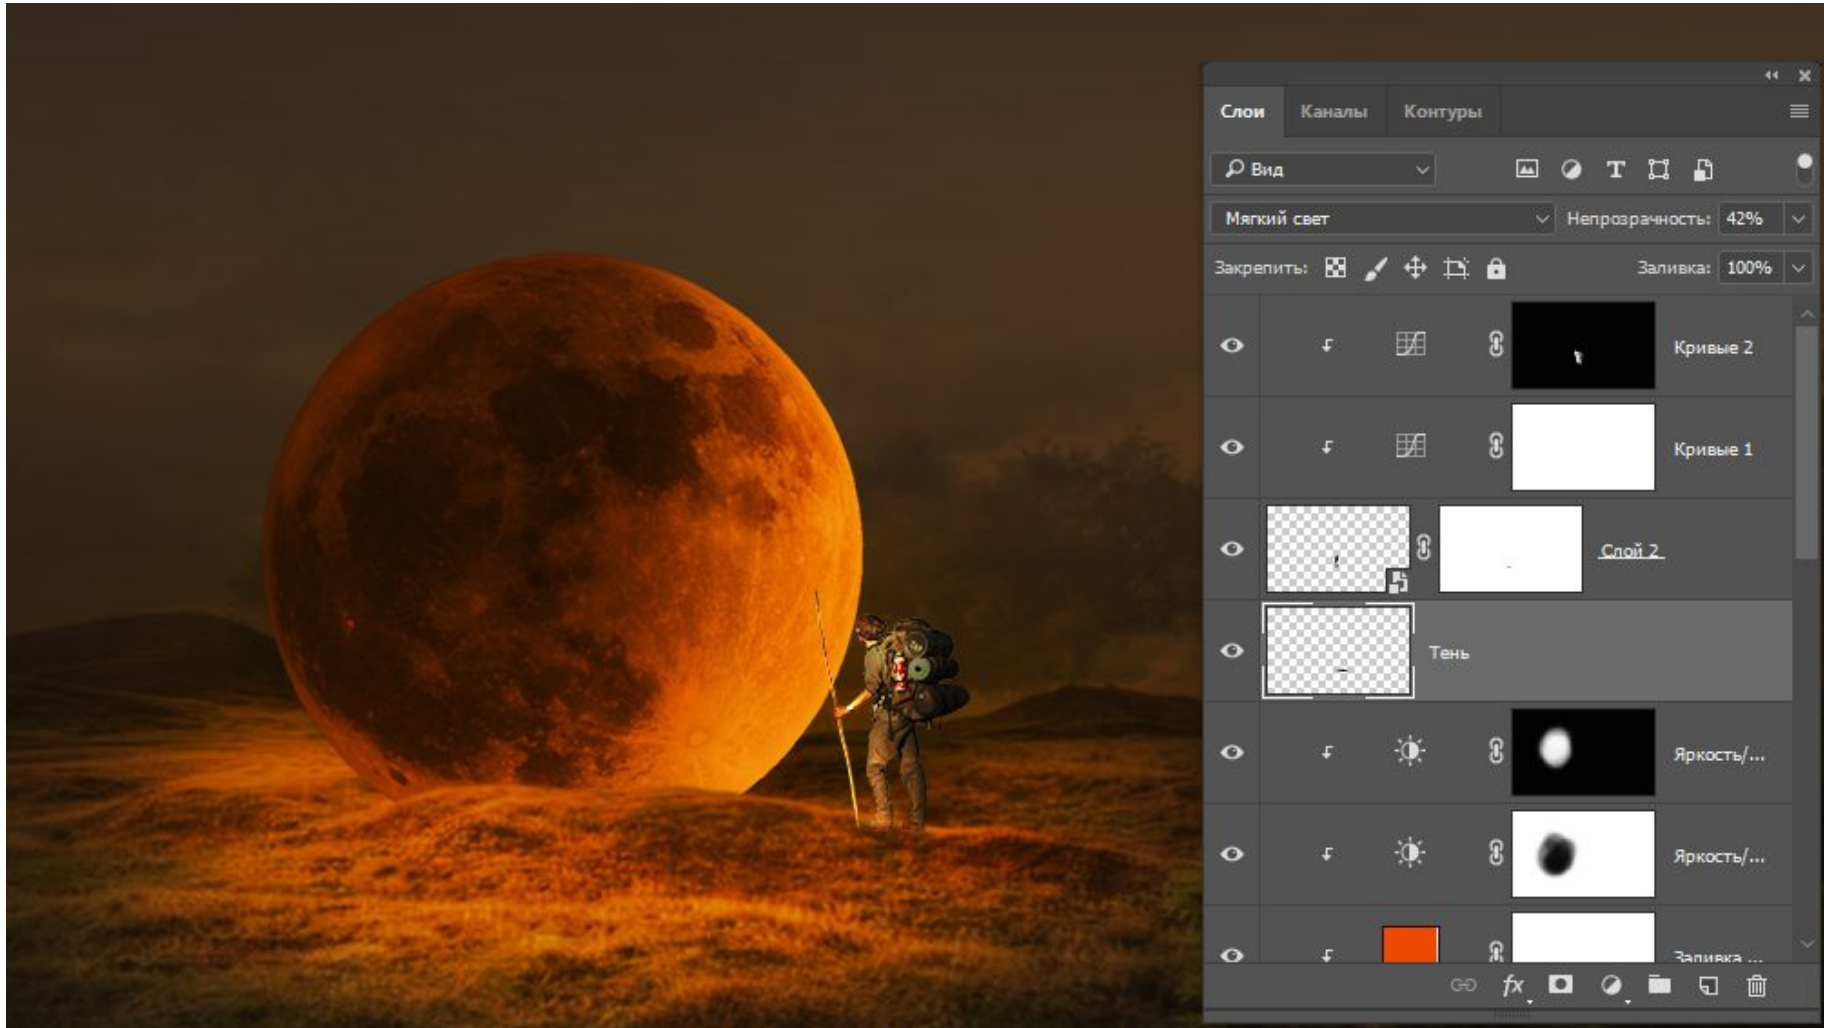 Слои Каналы Контуры
Вид
Мягкий свет Непрозрачность: 42%
Закрепить: Заливка: 100%
Кривые 2
Кривые 1
Слой 2
Тень
Яркость/...
Яркость/...
Заливка ...
fx